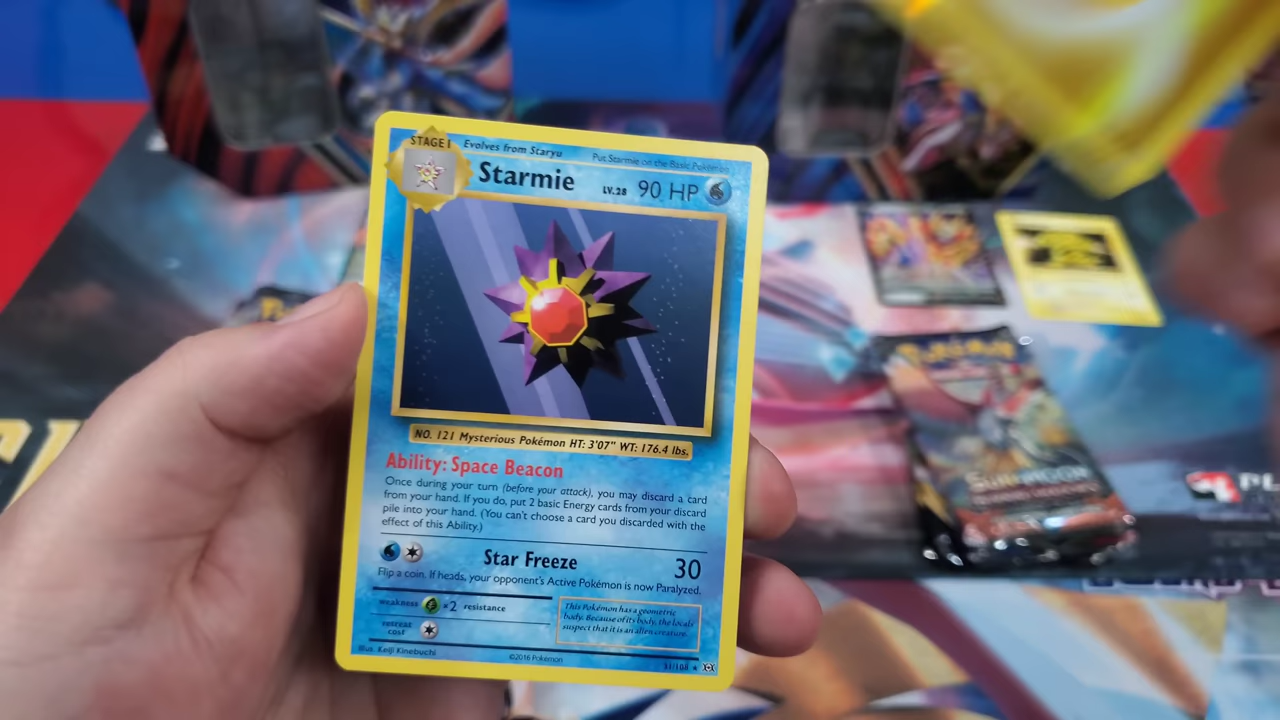 STAGE 1 Evolves from Staryu Put Starmie on the Basic Pokémon
Starmie LV.28 90 HP
NO. 121 Mysterious Pokémon HT: 3'07" WT: 176.4 lbs.
Ability: Space Beacon
Once during your turn (before your attack), you may discard a card
from your hand. If you do, put 2 basic Energy cards from your discard
pile into your hand. (You can't choose a card you discarded with the
effect of this Ability.)
Star Freeze 30
Flip a coin. If heads, your opponent's Active Pokémon is now Paralyzed.
weakness ×2 resistance
retreat
cost
This Pokémon has a geometric
body. Because of its body, the locals
suspect that it is an alien creature.
Illus. Keiji Kinebuchi ©2016 Pokémon 31/108
Pokémon
SUN & MOON
PL